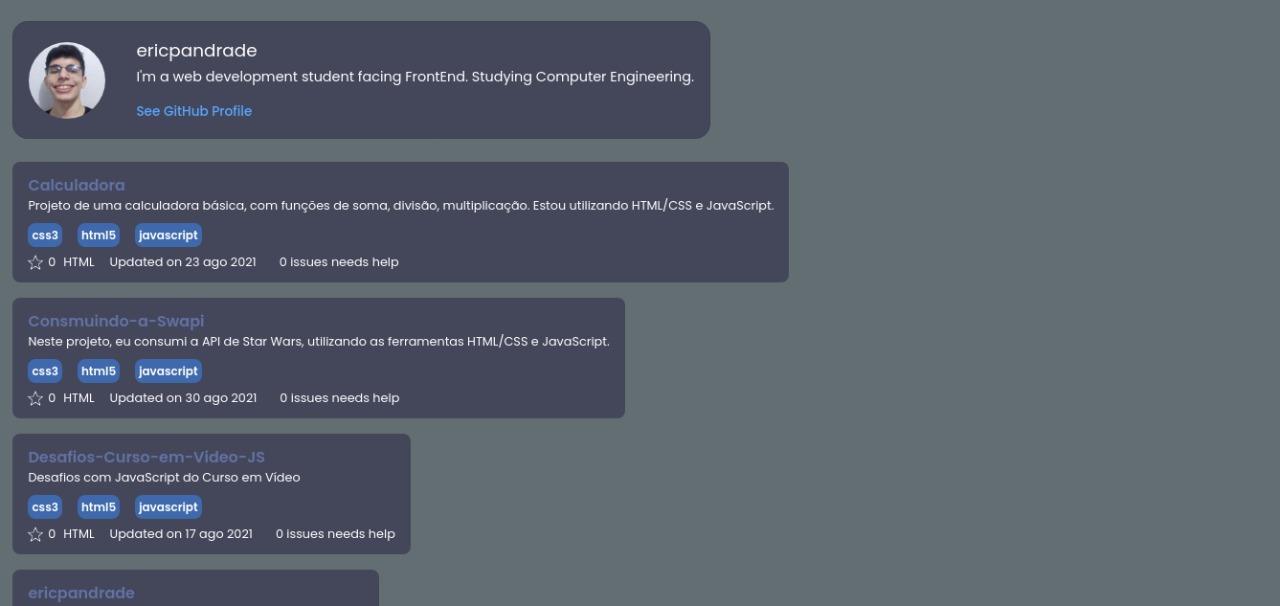 ericpandrade
I'm a web development student facing FrontEnd. Studying Computer Engineering.
See GitHub Profile
Calculadora
Projeto de uma calculadora básica, com funções de soma, divisão, multiplicação. Estou utilizando HTML/CSS e JavaScript.
css3 html5 javascript
0 HTML Updated on 23 ago 2021 0 issues needs help
Consmuindo-a-Swapi
Neste projeto, eu consumi a API de Star Wars, utilizando as ferramentas HTML/CSS e JavaScript.
css3 html5 javascript
0 HTML Updated on 30 ago 2021 0 issues needs help
Desafios-Curso-em-Video-JS
Desafios com JavaScript do Curso em Vídeo
css3 html5 javascript
0 HTML Updated on 17 ago 2021 0 issues needs help
ericpandrade